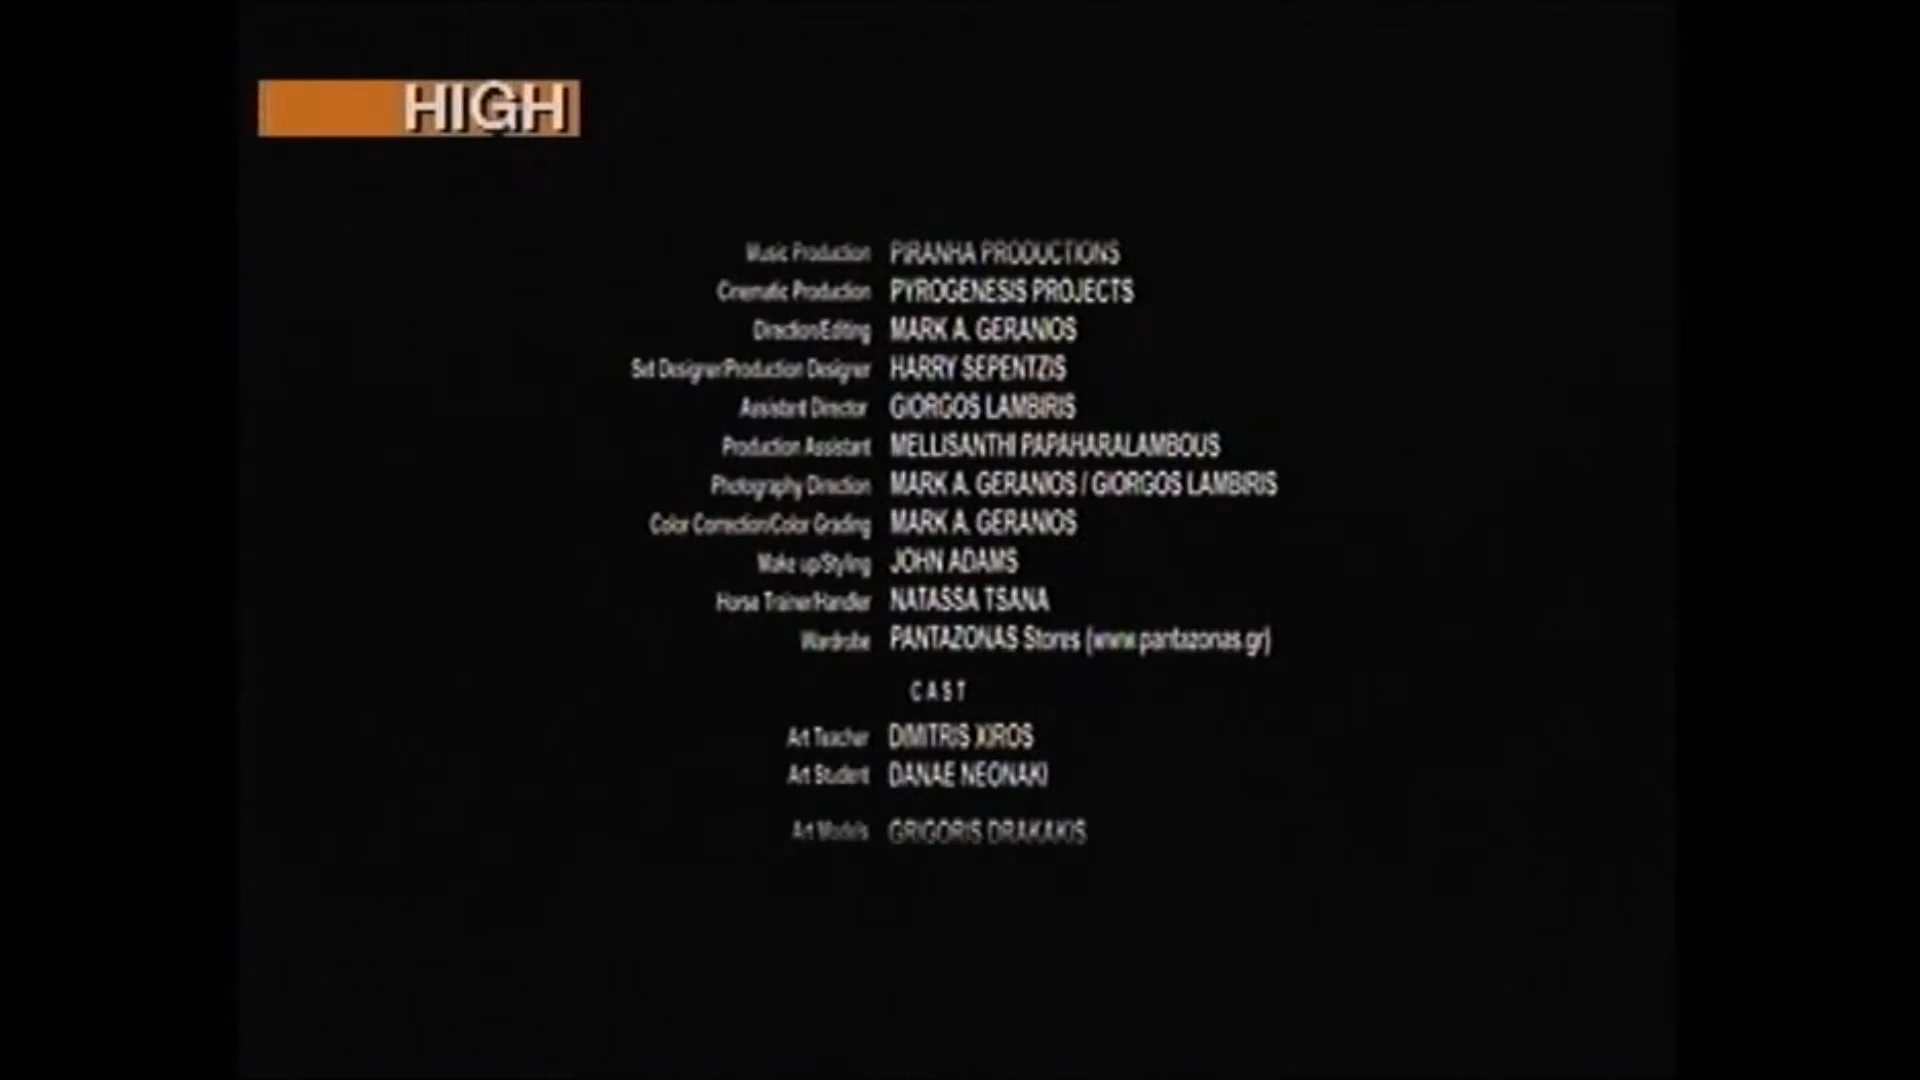 HIGH
Music Production PIRANHA PRODUCTIONS
Cinematic Production PYROGENESIS PROJECTS
Direction/Editing MARK A. GERANIOS
Set Designer/Production Designer HARRY SEPENTZIS
Assistant Director GIORGOS LAMBIRIS
Production Assistant MELLISANTHI PAPAHARALAMBOUS
Photography Direction MARK A. GERANIOS / GIORGOS LAMBIRIS
Color Correction/Color Grading MARK A. GERANIOS
Make up/Styling JOHN ADAMS
Horse Trainer/Handler NATASSA TSANA
Wardrobe PANTAZONAS Stores (www.pantazonas.gr)
CAST
Art Teacher DIMITRIS XIROS
Art Student DANAE NEONAKI
Art Models GRIGORIS DRAKAKIS